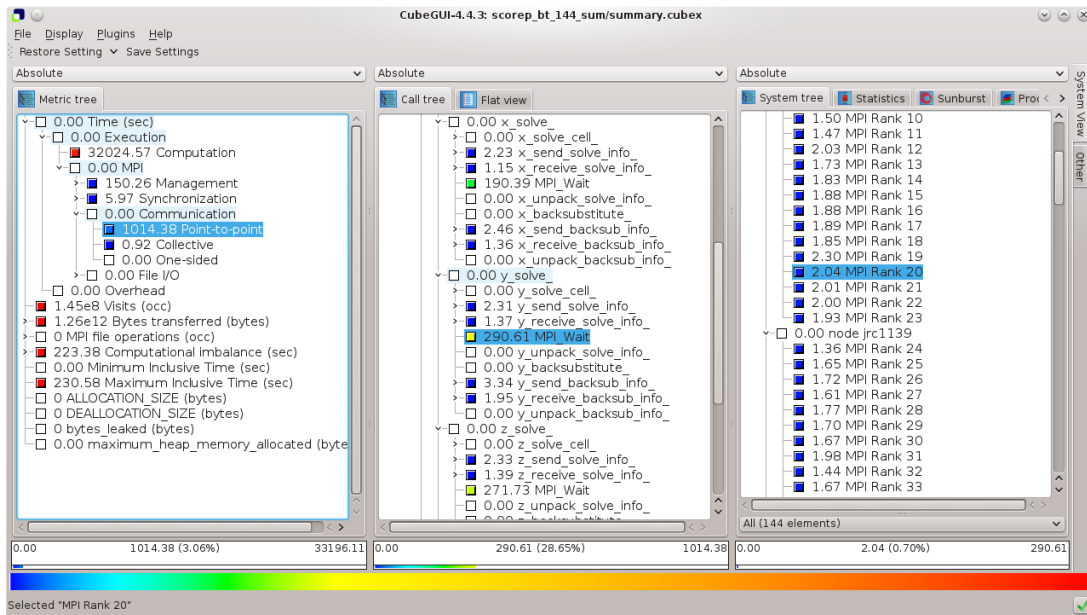 CubeGUI-4.4.3: scorep_bt_144_sum/summary.cubex
File Display Plugins Help
Restore Setting Save Settings
Absolute
Metric tree
0.00 Time (sec)
0.00 Execution
32024.57 Computation
0.00 MPI
150.26 Management
5.97 Synchronization
0.00 Communication
1014.38 Point-to-point
0.92 Collective
0.00 One-sided
0.00 File I/O
0.00 Overhead
1.45e8 Visits (occ)
1.26e12 Bytes transferred (bytes)
0 MPI file operations (occ)
223.38 Computational imbalance (sec)
0.00 Minimum Inclusive Time (sec)
230.58 Maximum Inclusive Time (sec)
0 ALLOCATION_SIZE (bytes)
0 DEALLOCATION_SIZE (bytes)
0 bytes_leaked (bytes)
0.00 maximum_heap_memory_allocated (byte
0.00 1014.38 (3.06%) 33196.11
Absolute
Call tree Flat view
0.00 x_solve_
0.00 x_solve_cell_
2.23 x_send_solve_info_
1.15 x_receive_solve_info_
190.39 MPI_Wait
0.00 x_unpack_solve_info_
0.00 x_backsubstitute_
2.46 x_send_backsub_info_
1.36 x_receive_backsub_info_
0.00 x_unpack_backsub_info_
0.00 y_solve_
0.00 y_solve_cell_
2.31 y_send_solve_info_
1.37 y_receive_solve_info_
290.61 MPI_Wait
0.00 y_unpack_solve_info_
0.00 y_backsubstitute_
3.34 y_send_backsub_info_
1.95 y_receive_backsub_info_
0.00 y_unpack_backsub_info_
0.00 z_solve_
0.00 z_solve_cell_
2.33 z_send_solve_info_
1.39 z_receive_solve_info_
271.73 MPI_Wait
0.00 z_unpack_solve_info_
0.00 290.61 (28.65%) 1014.38
Absolute
System tree Statistics Sunburst Proc
1.50 MPI Rank 10
1.47 MPI Rank 11
2.03 MPI Rank 12
1.73 MPI Rank 13
1.83 MPI Rank 14
1.88 MPI Rank 15
1.88 MPI Rank 16
1.89 MPI Rank 17
1.85 MPI Rank 18
2.30 MPI Rank 19
2.04 MPI Rank 20
2.01 MPI Rank 21
2.00 MPI Rank 22
1.93 MPI Rank 23
0.00 node jrc1139
1.36 MPI Rank 24
1.65 MPI Rank 25
1.72 MPI Rank 26
1.61 MPI Rank 27
1.77 MPI Rank 28
1.70 MPI Rank 29
1.67 MPI Rank 30
1.98 MPI Rank 31
1.44 MPI Rank 32
1.67 MPI Rank 33
All (144 elements)
0.00 2.04 (0.70%) 290.61
System View
Other
Selected "MPI Rank 20"